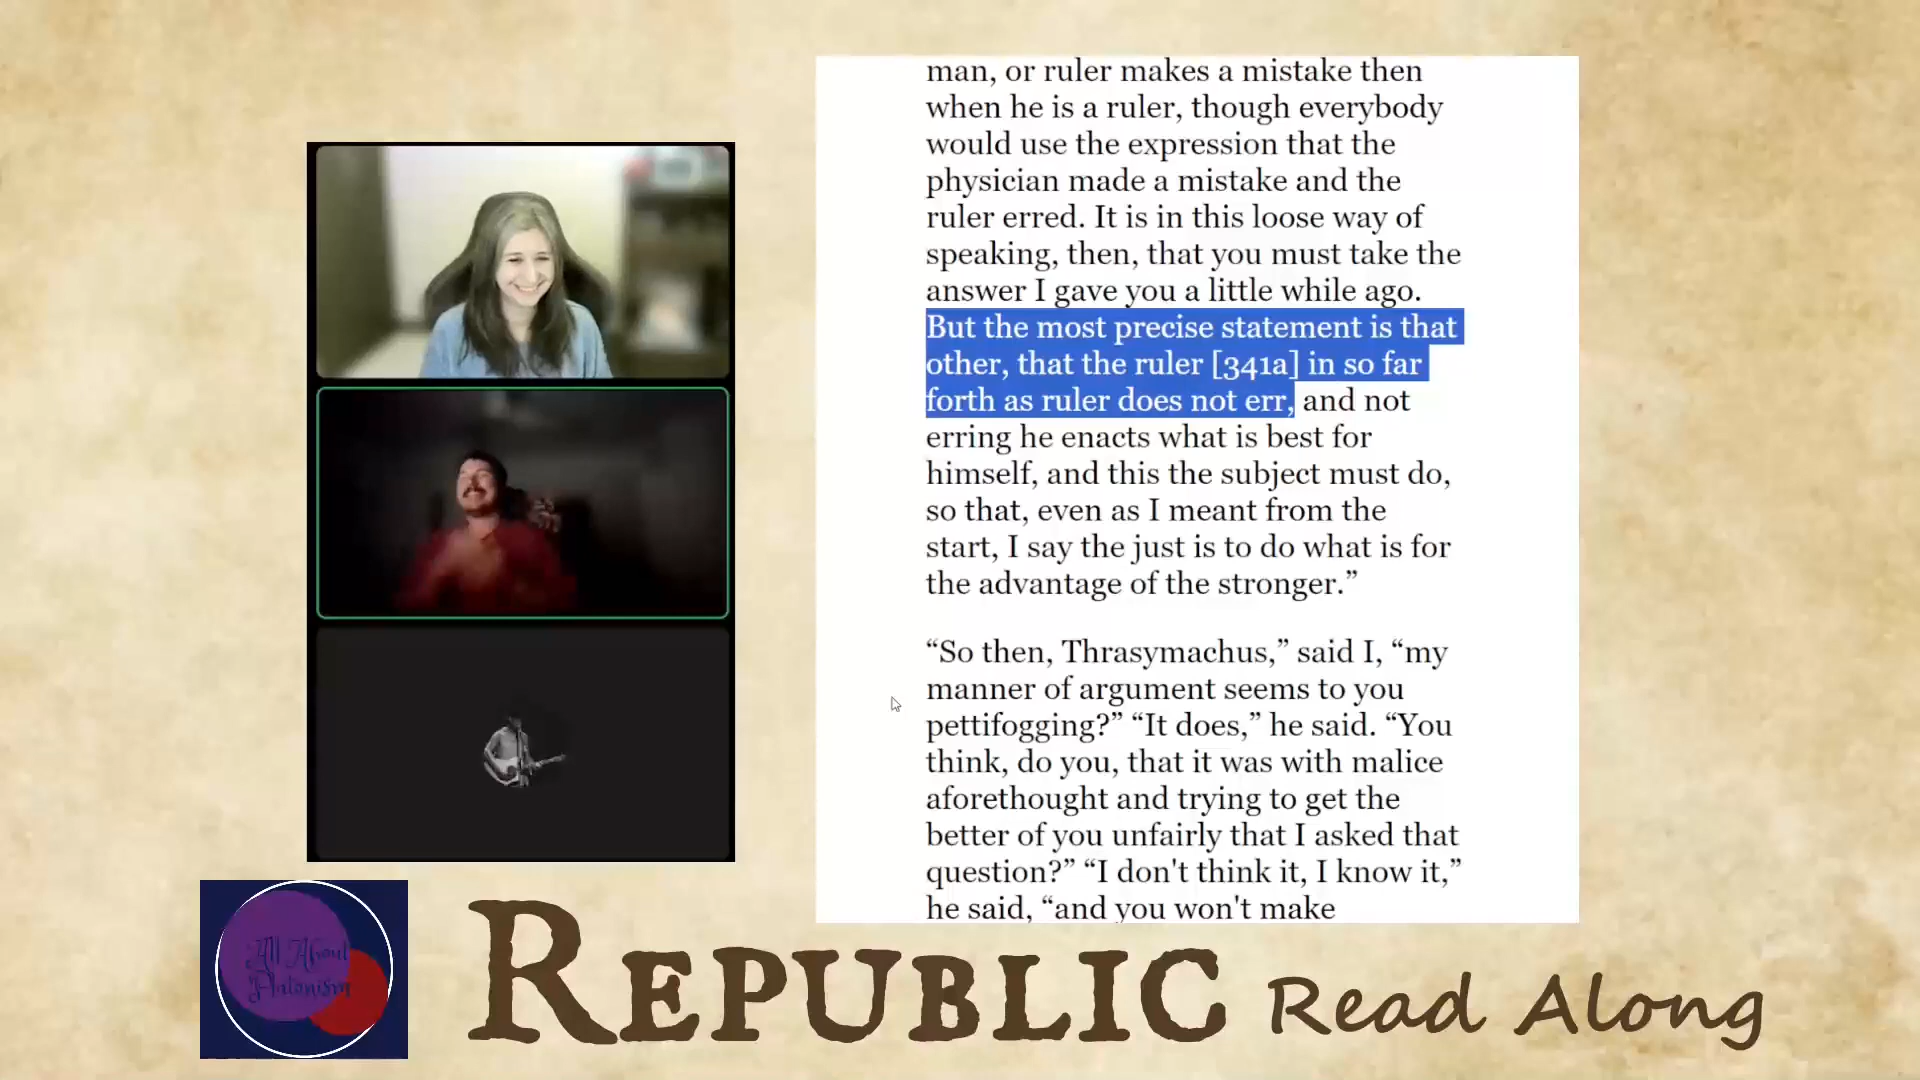 man, or ruler makes a mistake then
when he is a ruler, though everybody
would use the expression that the
physician made a mistake and the
ruler erred. It is in this loose way of
speaking, then, that you must take the
answer I gave you a little while ago.
But the most precise statement is that
other, that the ruler [341a] in so far
forth as ruler does not err, and not
erring he enacts what is best for
himself, and this the subject must do,
so that, even as I meant from the
start, I say the just is to do what is for
the advantage of the stronger.”
“So then, Thrasymachus,” said I, “my
manner of argument seems to you
pettifogging?” “It does,” he said. “You
think, do you, that it was with malice
aforethought and trying to get the
better of you unfairly that I asked that
question?” “I don't think it, I know it,”
he said, “and you won't make
All About
Platonism
REPUBLIC Read Along